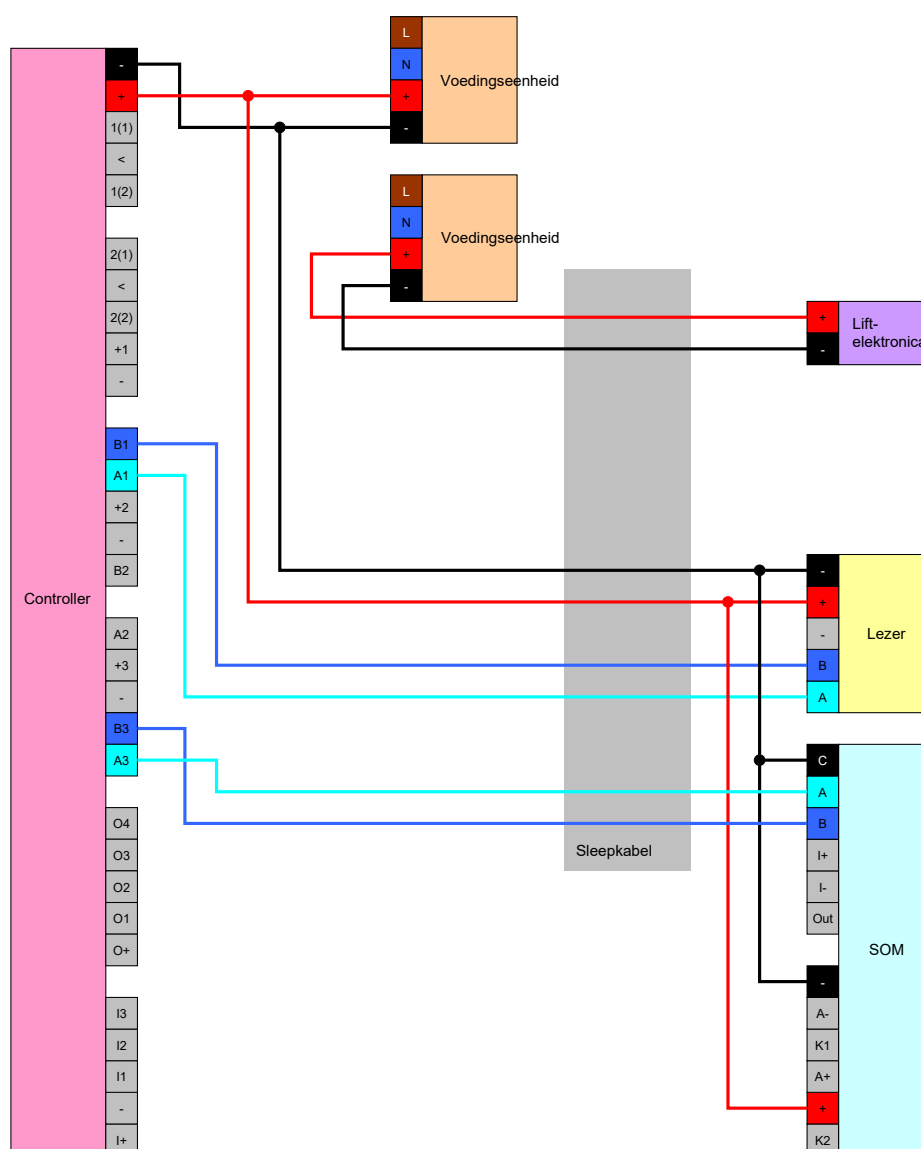 Controller
-
+
1(1)
<
1(2)
2(1)
<
2(2)
+1
-
B1
A1
+2
-
B2
A2
+3
-
B3
A3
O4
O3
O2
O1
O+
I3
I2
I1
-
I+
L
N
+
-
Voedingseenheid
L
N
+
-
Voedingseenheid
Sleepkabel
+
-
Lift-
elektronica
-
+
-
B
A
Lezer
C
A
B
I+
I-
Out
-
A-
K1
A+
+
K2
SOM